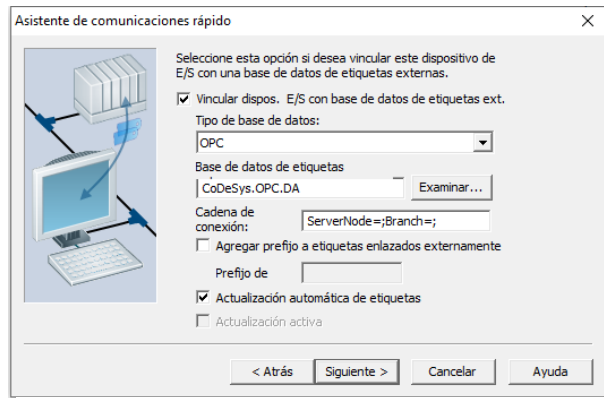 Asistente de comunicaciones rápido
Seleccione esta opción si desea vincular este dispositivo de
E/S con una base de datos de etiquetas externas.
Vincular dispos. E/S con base de datos de etiquetas ext.
Tipo de base de datos:
OPC
Base de datos de etiquetas
CoDeSys.OPC.DA
Examinar...
Cadena de
conexión:
ServerNode=;Branch=;
Agregar prefijo a etiquetas enlazados externamente
Prefijo de
Actualización automática de etiquetas
Actualización activa
< Atrás
Siguiente >
Cancelar
Ayuda